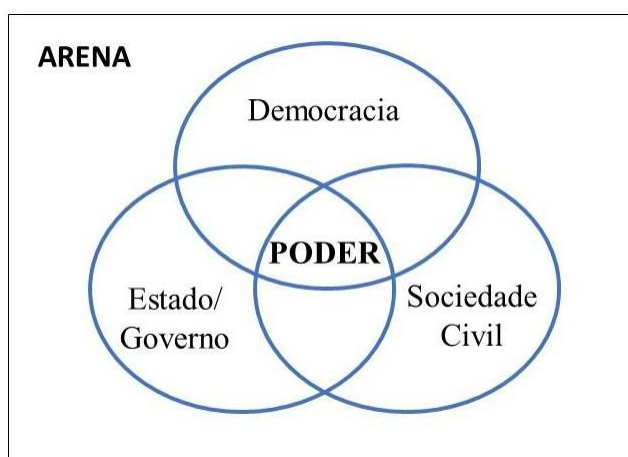 ARENA
Democracia
PODER
Estado/
Governo
Sociedade
Civil